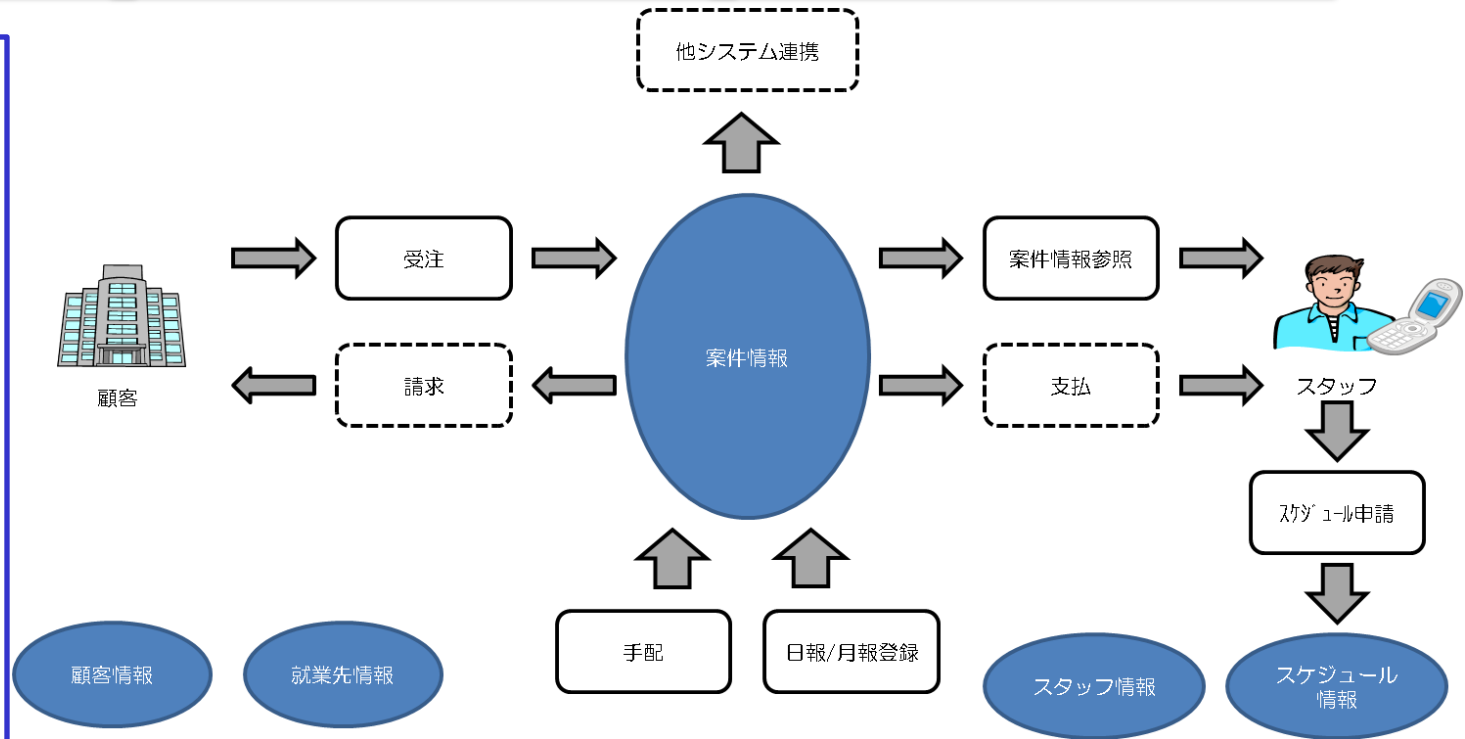 他システム連携
受注
案件情報参照
案件情報
顧客
請求
支払
スタッフ
ｽｹｼﾞｭｰﾙ申請
手配
日報/月報登録
顧客情報
就業先情報
スタッフ情報
スケジュール
情報